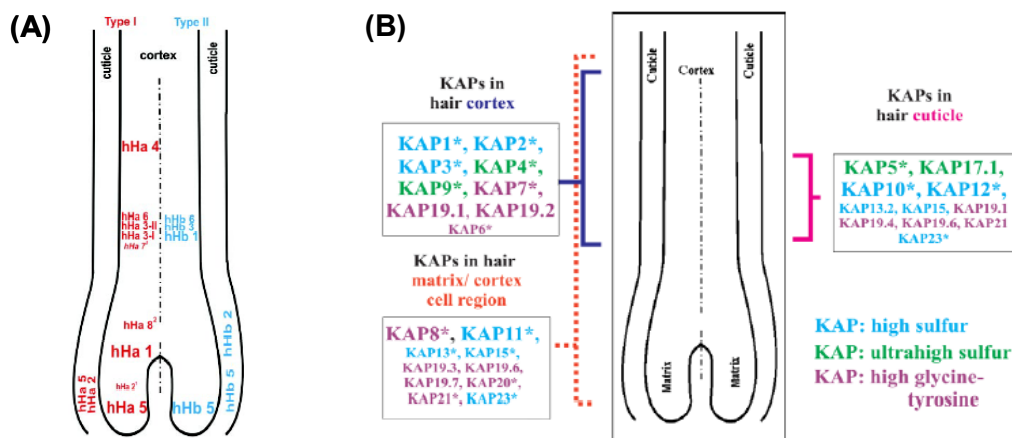 (A)
Type I
Type II
cuticle
cortex
cuticle
hHa 4
hHa 6
hHa 3-II
hHa 3-I
hHa 7²
hHb 6
hHb 3
hHb 1
hHa 8²
hHa 1
hHb 2
hHa 5
hHa 2
hHa 2¹
hHa 5
hHb 5
hHb 5
(B)
KAPs in
hair cortex
KAP1*, KAP2*,
KAP3*, KAP4*,
KAP9*, KAP7*,
KAP19.1, KAP19.2
KAP6*
KAPs in hair
matrix/ cortex
cell region
KAP8*, KAP11*,
KAP13*, KAP15*,
KAP19.3, KAP19.6,
KAP19.7, KAP20*,
KAP21*, KAP23*
Cuticle
Cortex
Cuticle
Matrix
Matrix
KAPs in
hair cuticle
KAP5*, KAP17.1,
KAP10*, KAP12*,
KAP13.2, KAP15, KAP19.1
KAP19.4, KAP19.6, KAP21
KAP23*
KAP: high sulfur
KAP: ultrahigh sulfur
KAP: high glycine-
tyrosine